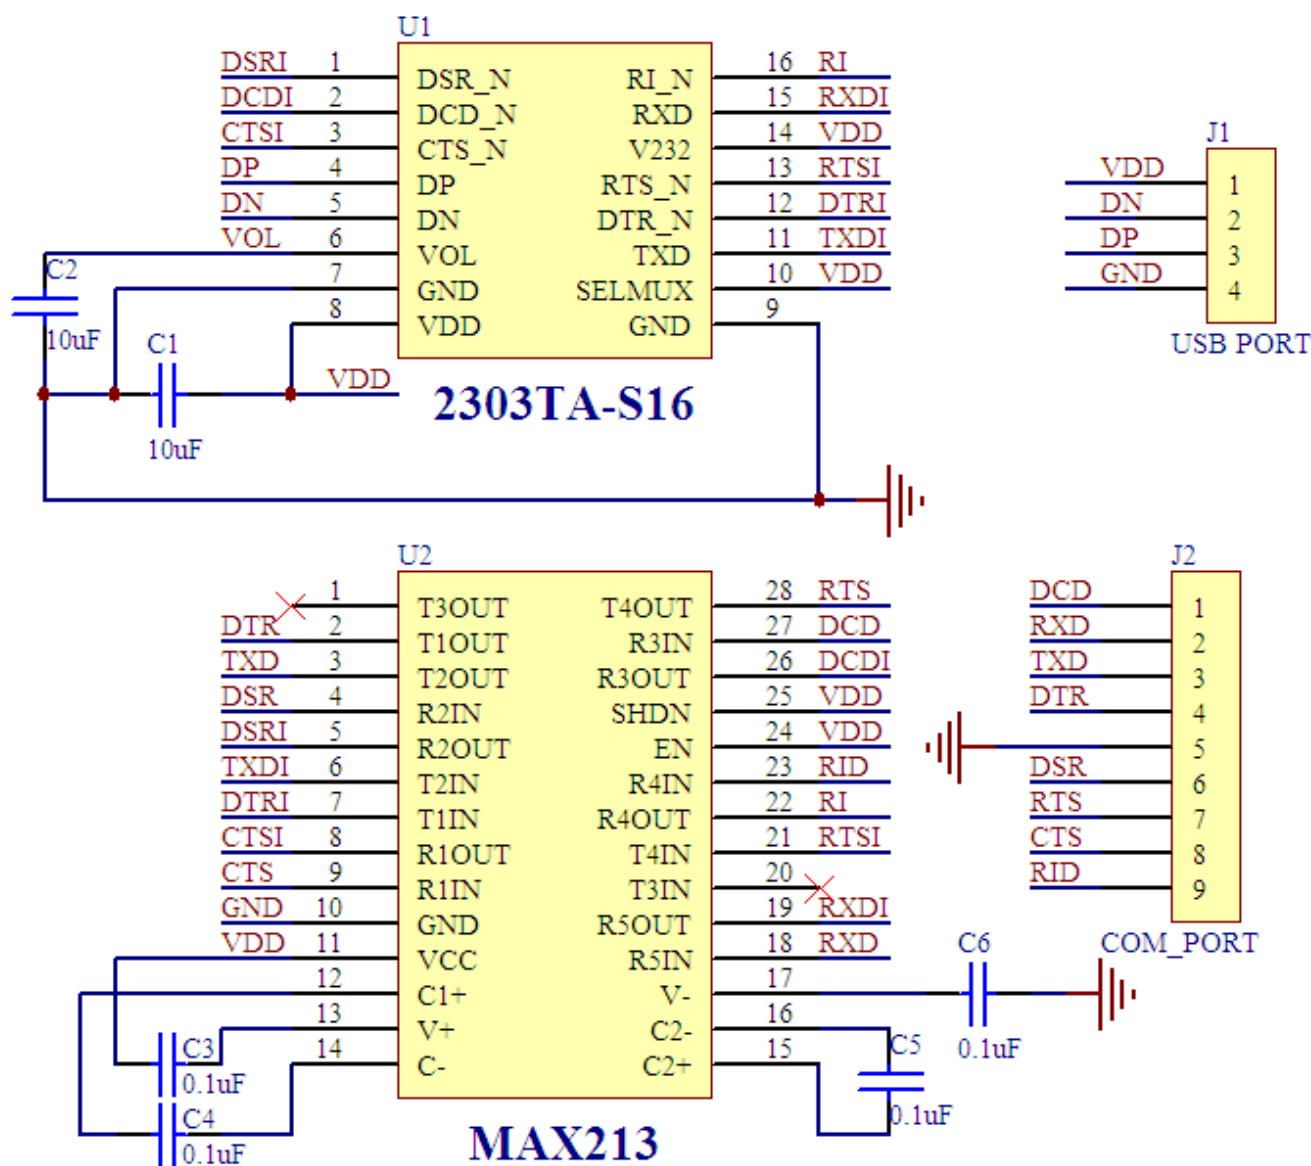 U1
DSRI 1 DSR_N RI_N 16 RI
DCDI 2 DCD_N RXD 15 RXDI
CTSI 3 CTS_N V232 14 VDD
DP 4 DP RTS_N 13 RTSI
DN 5 DN DTR_N 12 DTRI
VOL 6 VOL TXD 11 TXDI
7 GND SELMUX 10 VDD
8 VDD GND 9
C2
10uF
C1
10uF
VDD
2303TA-S16
J1
VDD 1
DN 2
DP 3
GND 4
USB PORT
U2
1 T3OUT T4OUT 28 RTS
DTR 2 T1OUT R3IN 27 DCD
TXD 3 T2OUT R3OUT 26 DCDI
DSR 4 R2IN SHDN 25 VDD
DSRI 5 R2OUT EN 24 VDD
TXDI 6 T2IN R4IN 23 RID
DTRI 7 T1IN R4OUT 22 RI
CTSI 8 R1OUT T4IN 21 RTSI
CTS 9 R1IN T3IN 20
GND 10 GND R5OUT 19 RXDI
VDD 11 VCC R5IN 18 RXD
12 C1+ V- 17
13 V+ C2- 16
14 C- C2+ 15
C3
0.1uF
C4
0.1uF
C5
0.1uF
C6
0.1uF
MAX213
J2
DCD 1
RXD 2
TXD 3
DTR 4
5
DSR 6
RTS 7
CTS 8
RID 9
COM_PORT